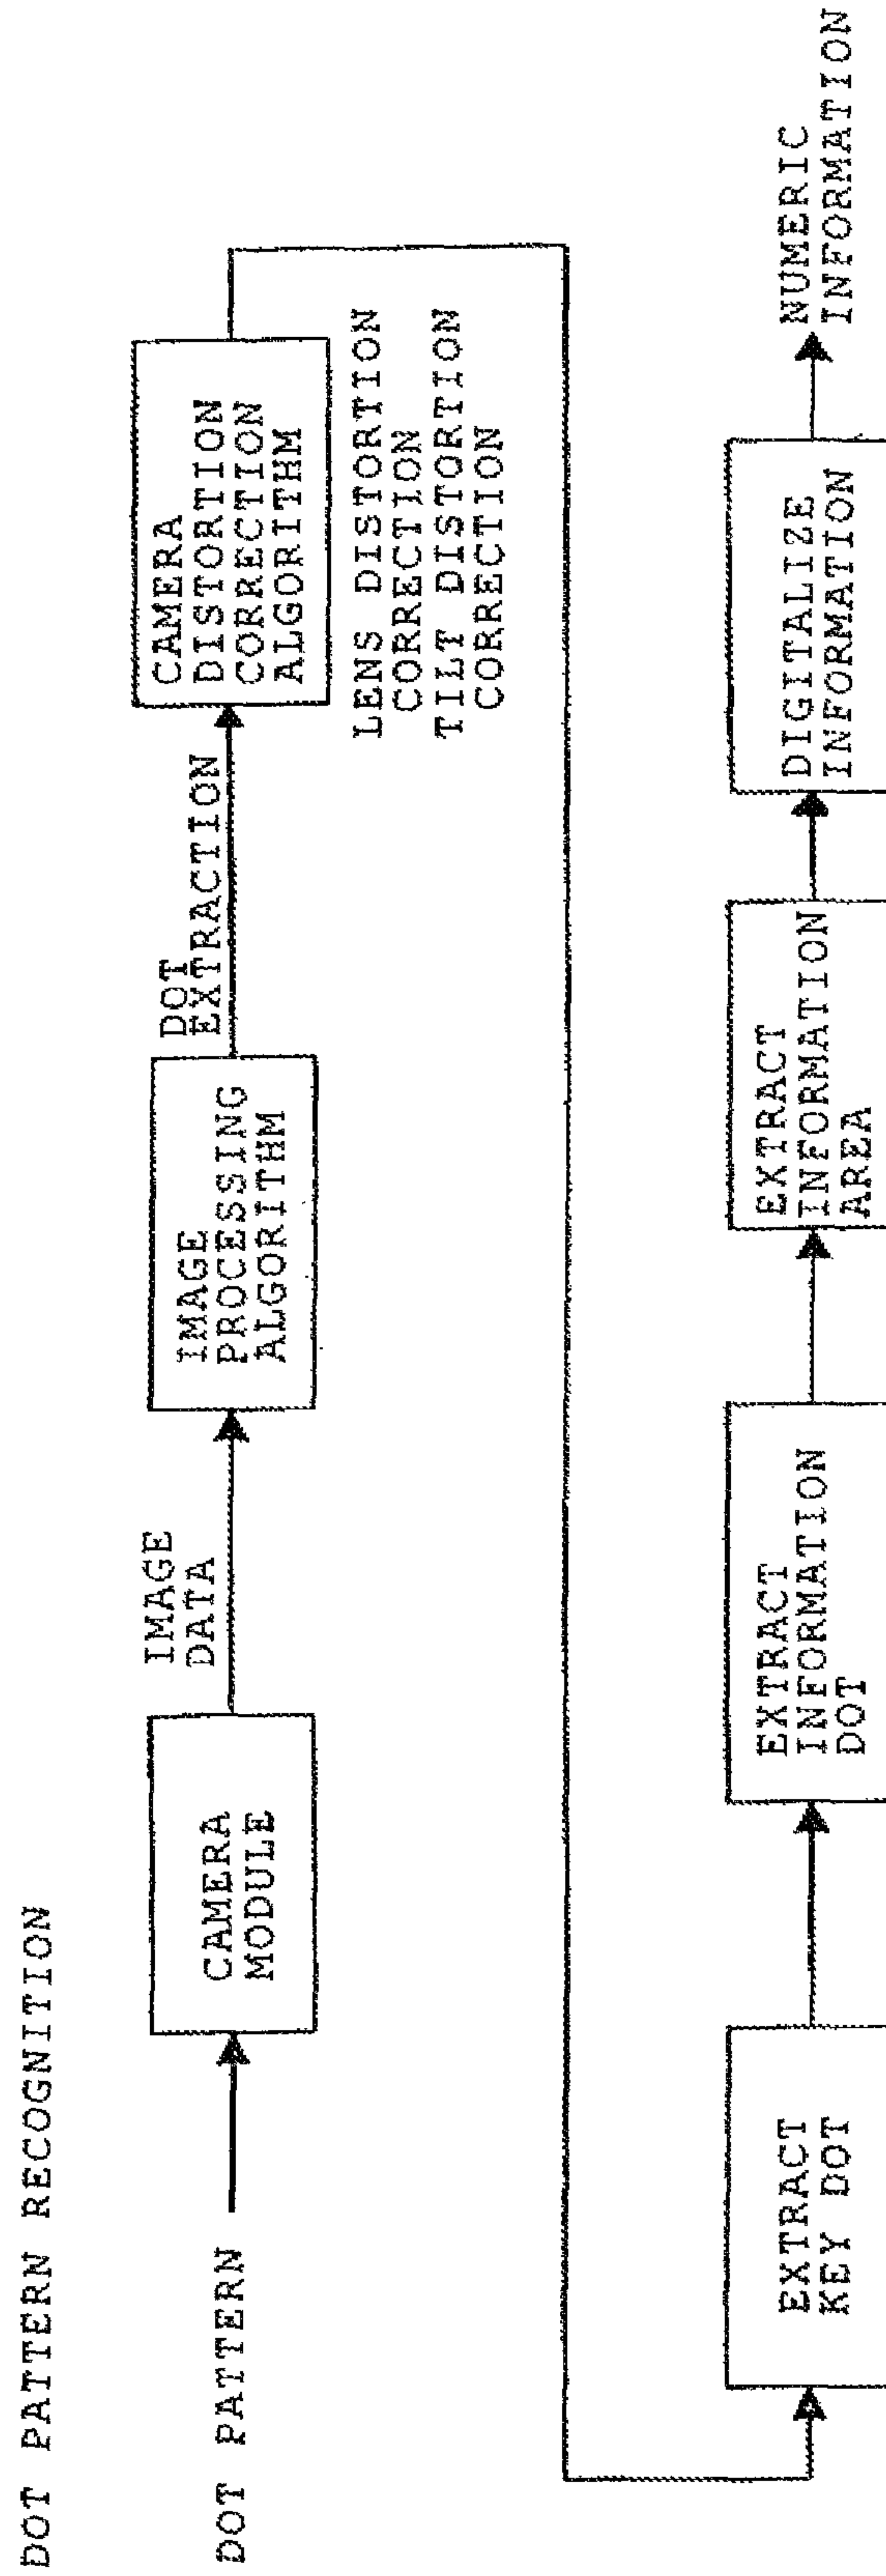 DOT PATTERN RECOGNITION
DOT PATTERN
CAMERA
MODULE
IMAGE
DATA
IMAGE
PROCESSING
ALGORITHM
DOT
EXTRACTION
CAMERA
DISTORTION
CORRECTION
ALGORITHM
LENS DISTORTION
CORRECTION
TILT DISTORTION
CORRECTION
EXTRACT
KEY DOT
EXTRACT
INFORMATION
DOT
EXTRACT
INFORMATION
AREA
DIGITALIZE
INFORMATION
NUMERIC
INFORMATION